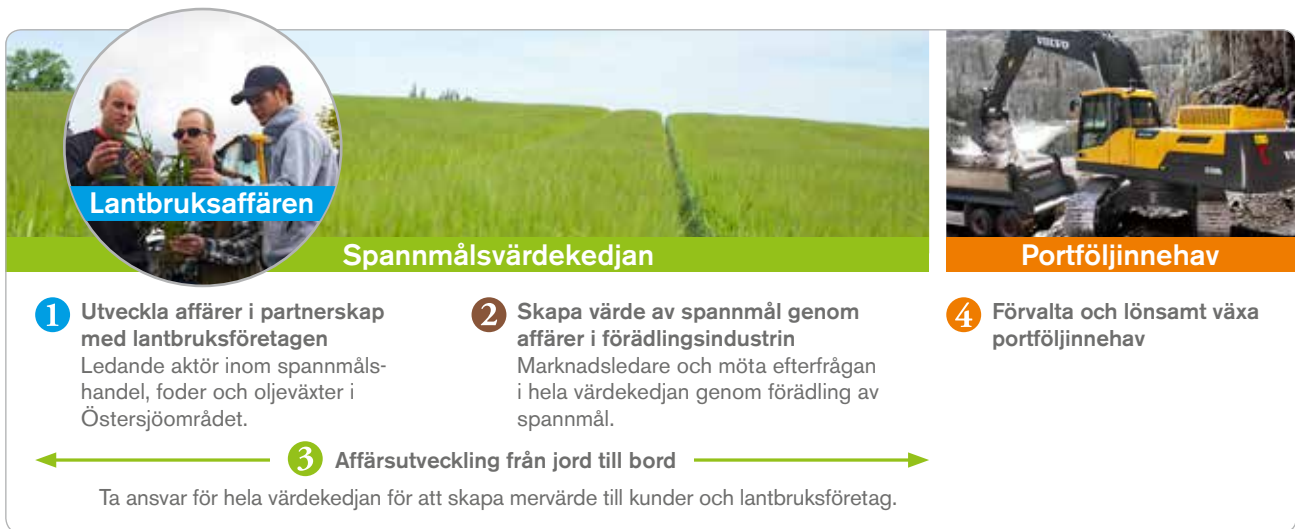 VOLVO
Lantbruksaffären
Spannmålsvärdekedjan
Portföljinnehav
1 Utveckla affärer i partnerskap
med lantbruksföretagen
Ledande aktör inom spannmåls-
handel, foder och oljeväxter i
Östersjöområdet.
2 Skapa värde av spannmål genom
affärer i förädlingsindustrin
Marknadsledare och möta efterfrågan
i hela värdekedjan genom förädling av
spannmål.
4 Förvalta och lönsamt växa
portföljinnehav
3 Affärsutveckling från jord till bord
Ta ansvar för hela värdekedjan för att skapa mervärde till kunder och lantbruksföretag.